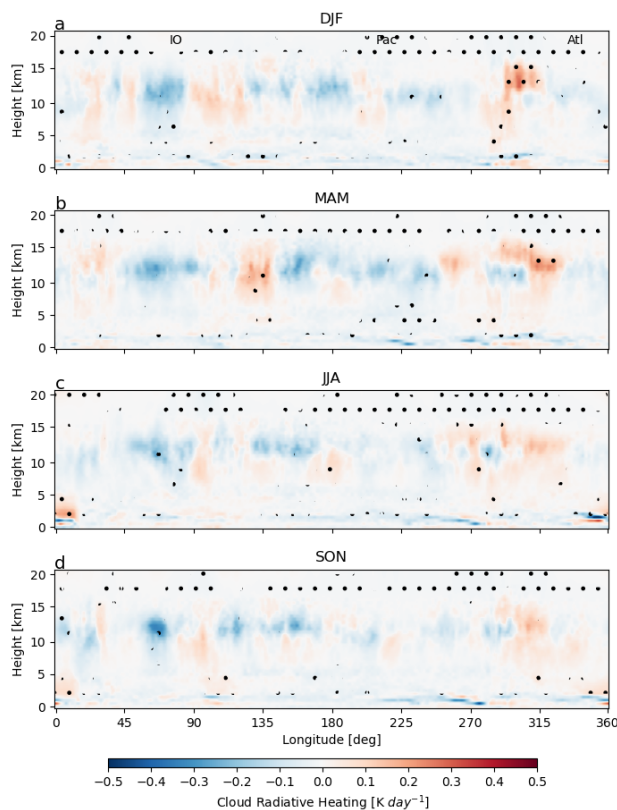 a DJF
IO Pac Atl
20
15
10
5
0
Height [km]
b MAM
20
15
10
5
0
Height [km]
c JJA
20
15
10
5
0
Height [km]
d SON
20
15
10
5
0
Height [km]
0 45 90 135 180 225 270 315 360
Longitude [deg]
−0.5 −0.4 −0.3 −0.2 −0.1 0.0 0.1 0.2 0.3 0.4 0.5
Cloud Radiative Heating [K day⁻¹]